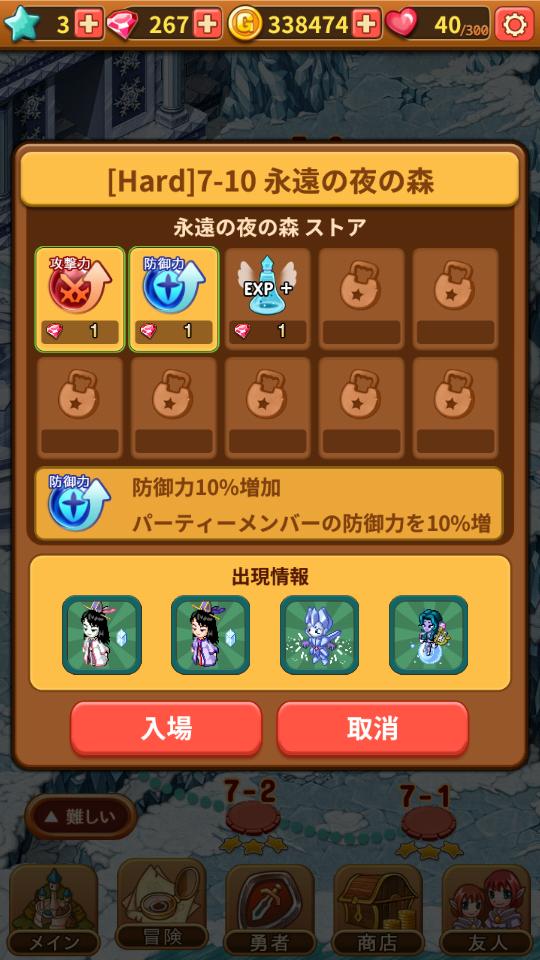 3 267 338474 40/300
[Hard]7-10 永遠の夜の森
永遠の夜の森 ストア
攻撃力 防御力 EXP +
1 1 1
防御力 防御力10%増加
パーティーメンバーの防御力を10%増
出現情報
入場 取消
7-2 7-1
▲ 難しい
メイン 冒険 勇者 商店 友人